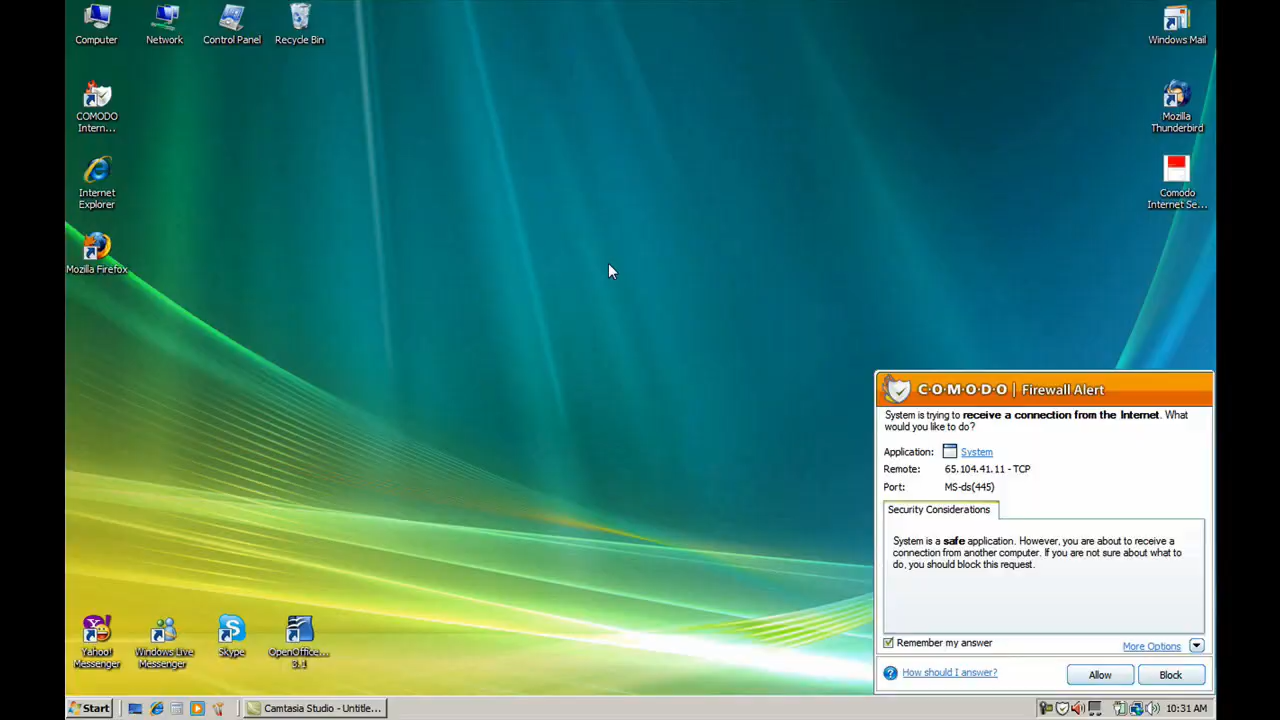 Computer
Network
Control Panel
Recycle Bin
Windows Mail
COMODO
Intern...
Mozilla
Thunderbird
Internet
Explorer
Comodo
Internet Se...
Mozilla Firefox
C·O·M·O·D·O | Firewall Alert
System is trying to receive a connection from the Internet. What
would you like to do?
Application: System
Remote: 65.104.41.11 - TCP
Port: MS-ds(445)
Security Considerations
System is a safe application. However, you are about to receive a
connection from another computer. If you are not sure about what to
do, you should block this request.
Remember my answer
More Options
How should I answer?
Allow
Block
Yahoo!
Messenger
Windows Live
Messenger
Skype
OpenOffice....
3.1
Start
Camtasia Studio - Untitle...
10:31 AM